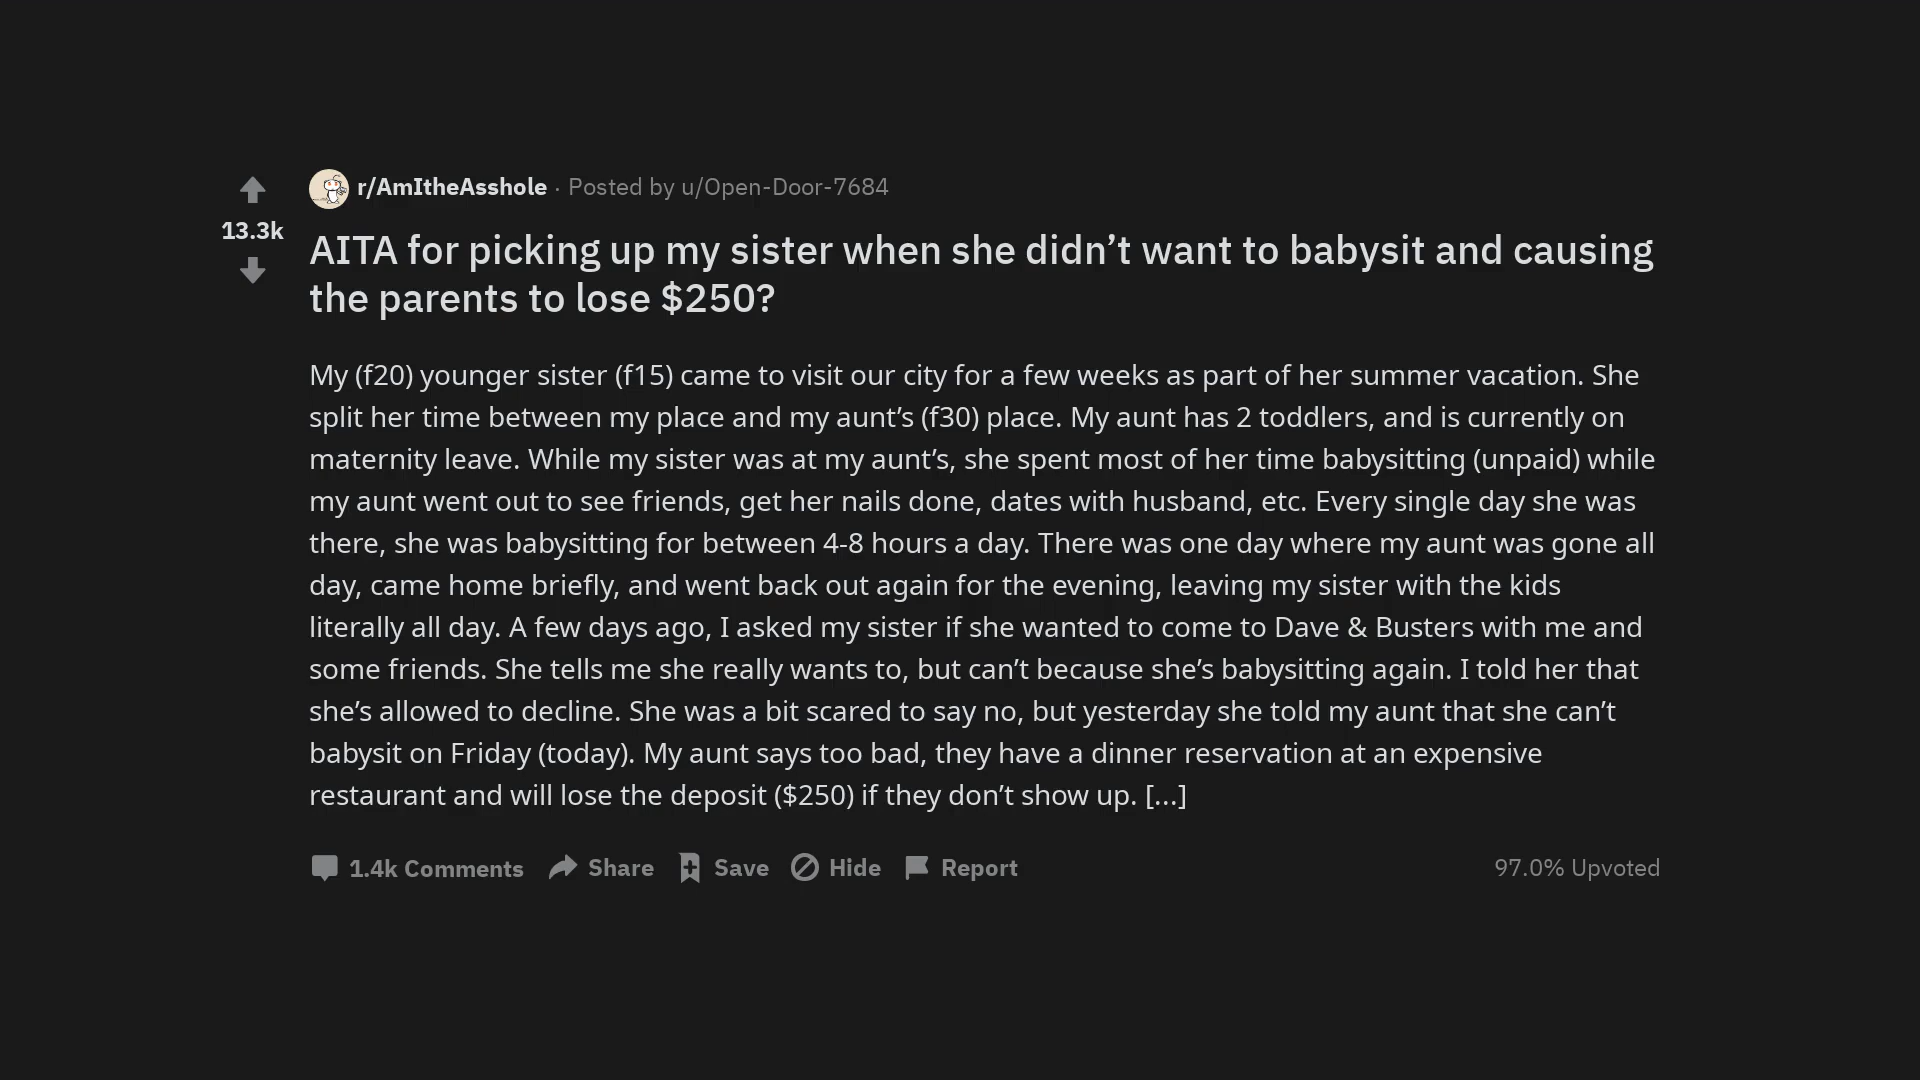 r/AmItheAsshole · Posted by u/Open-Door-7684
13.3k
AITA for picking up my sister when she didn’t want to babysit and causing
the parents to lose $250?
My (f20) younger sister (f15) came to visit our city for a few weeks as part of her summer vacation. She
split her time between my place and my aunt’s (f30) place. My aunt has 2 toddlers, and is currently on
maternity leave. While my sister was at my aunt’s, she spent most of her time babysitting (unpaid) while
my aunt went out to see friends, get her nails done, dates with husband, etc. Every single day she was
there, she was babysitting for between 4-8 hours a day. There was one day where my aunt was gone all
day, came home briefly, and went back out again for the evening, leaving my sister with the kids
literally all day. A few days ago, I asked my sister if she wanted to come to Dave & Busters with me and
some friends. She tells me she really wants to, but can’t because she’s babysitting again. I told her that
she’s allowed to decline. She was a bit scared to say no, but yesterday she told my aunt that she can’t
babysit on Friday (today). My aunt says too bad, they have a dinner reservation at an expensive
restaurant and will lose the deposit ($250) if they don’t show up. [...]
1.4k Comments Share Save Hide Report 97.0% Upvoted